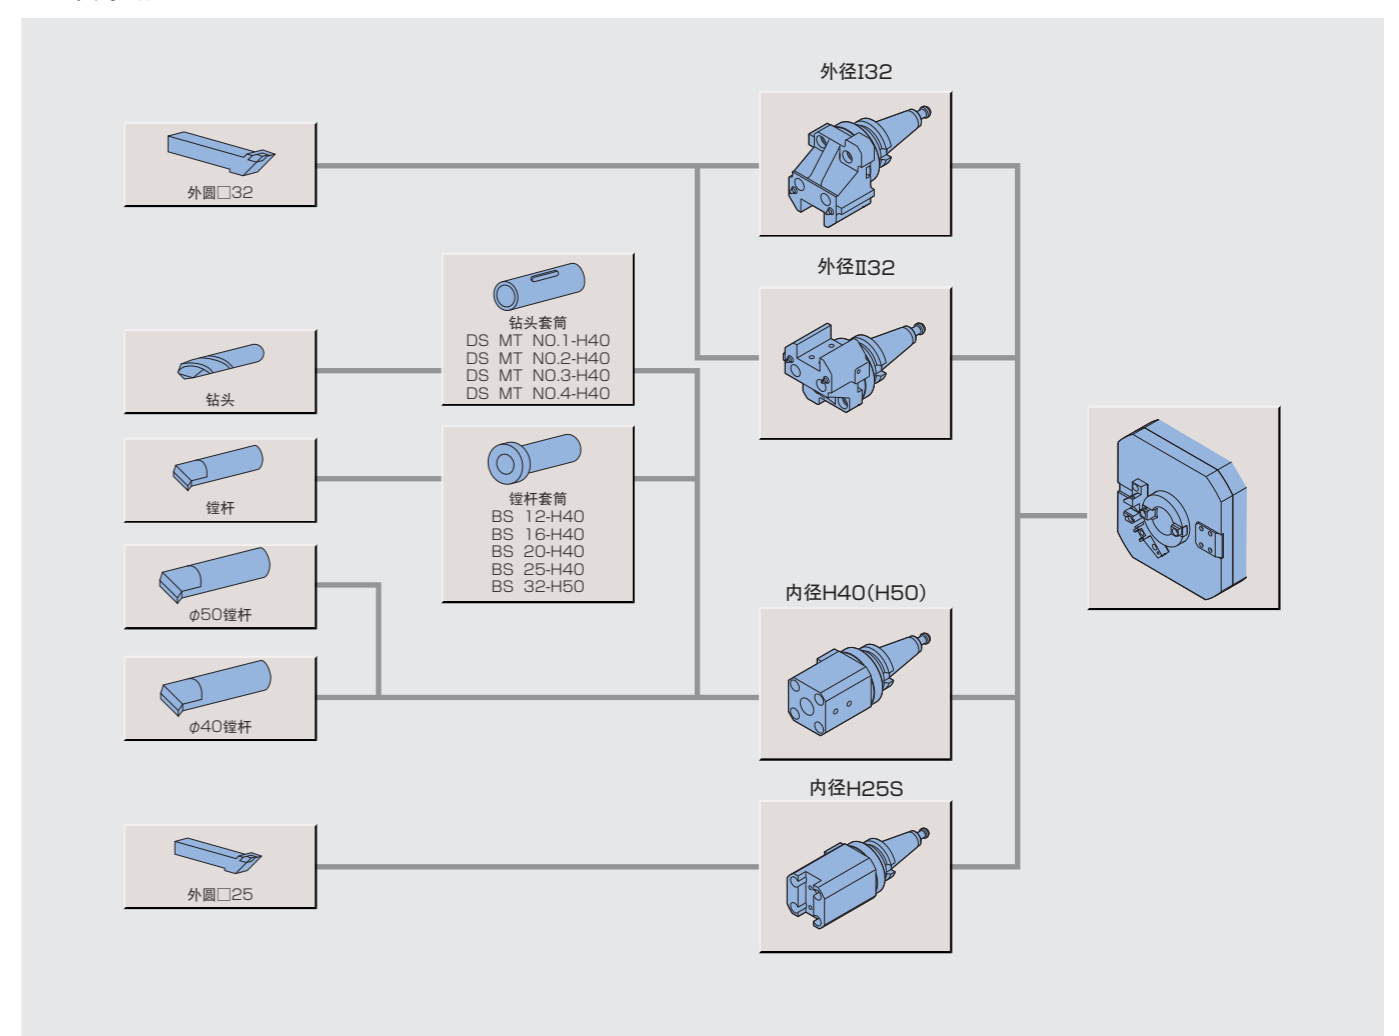 外径I32
外圆□32
外径II32
钻头套筒
DS MT NO.1-H40
DS MT NO.2-H40
DS MT NO.3-H40
DS MT NO.4-H40
钻头
镗杆
镗杆套筒
BS 12-H40
BS 16-H40
BS 20-H40
BS 25-H40
BS 32-H50
φ50镗杆
内径H40(H50)
φ40镗杆
内径H25S
外圆□25